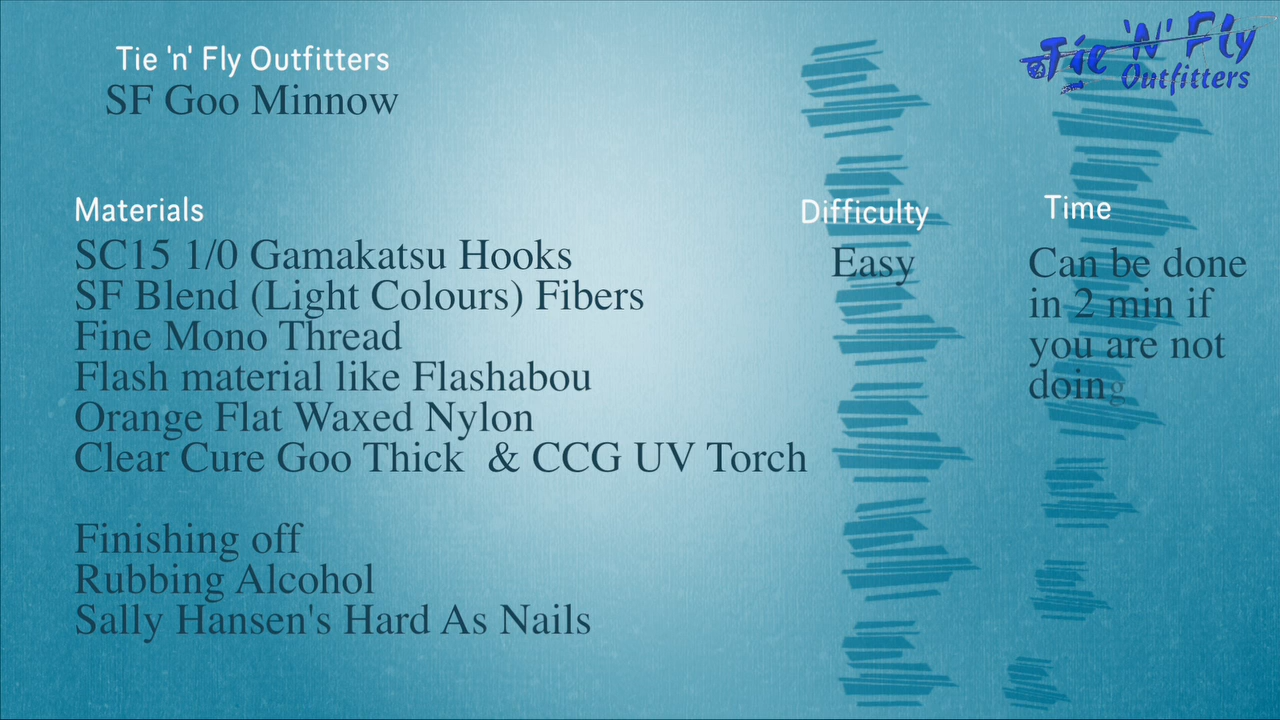 Tie 'n' Fly Outfitters
SF Goo Minnow
Tie 'N' Fly
Outfitters
Materials
SC15 1/0 Gamakatsu Hooks
SF Blend (Light Colours) Fibers
Fine Mono Thread
Flash material like Flashabou
Orange Flat Waxed Nylon
Clear Cure Goo Thick  & CCG UV Torch
Finishing off
Rubbing Alcohol
Sally Hansen's Hard As Nails
Difficulty
Easy
Time
Can be done
in 2 min if
you are not
doing